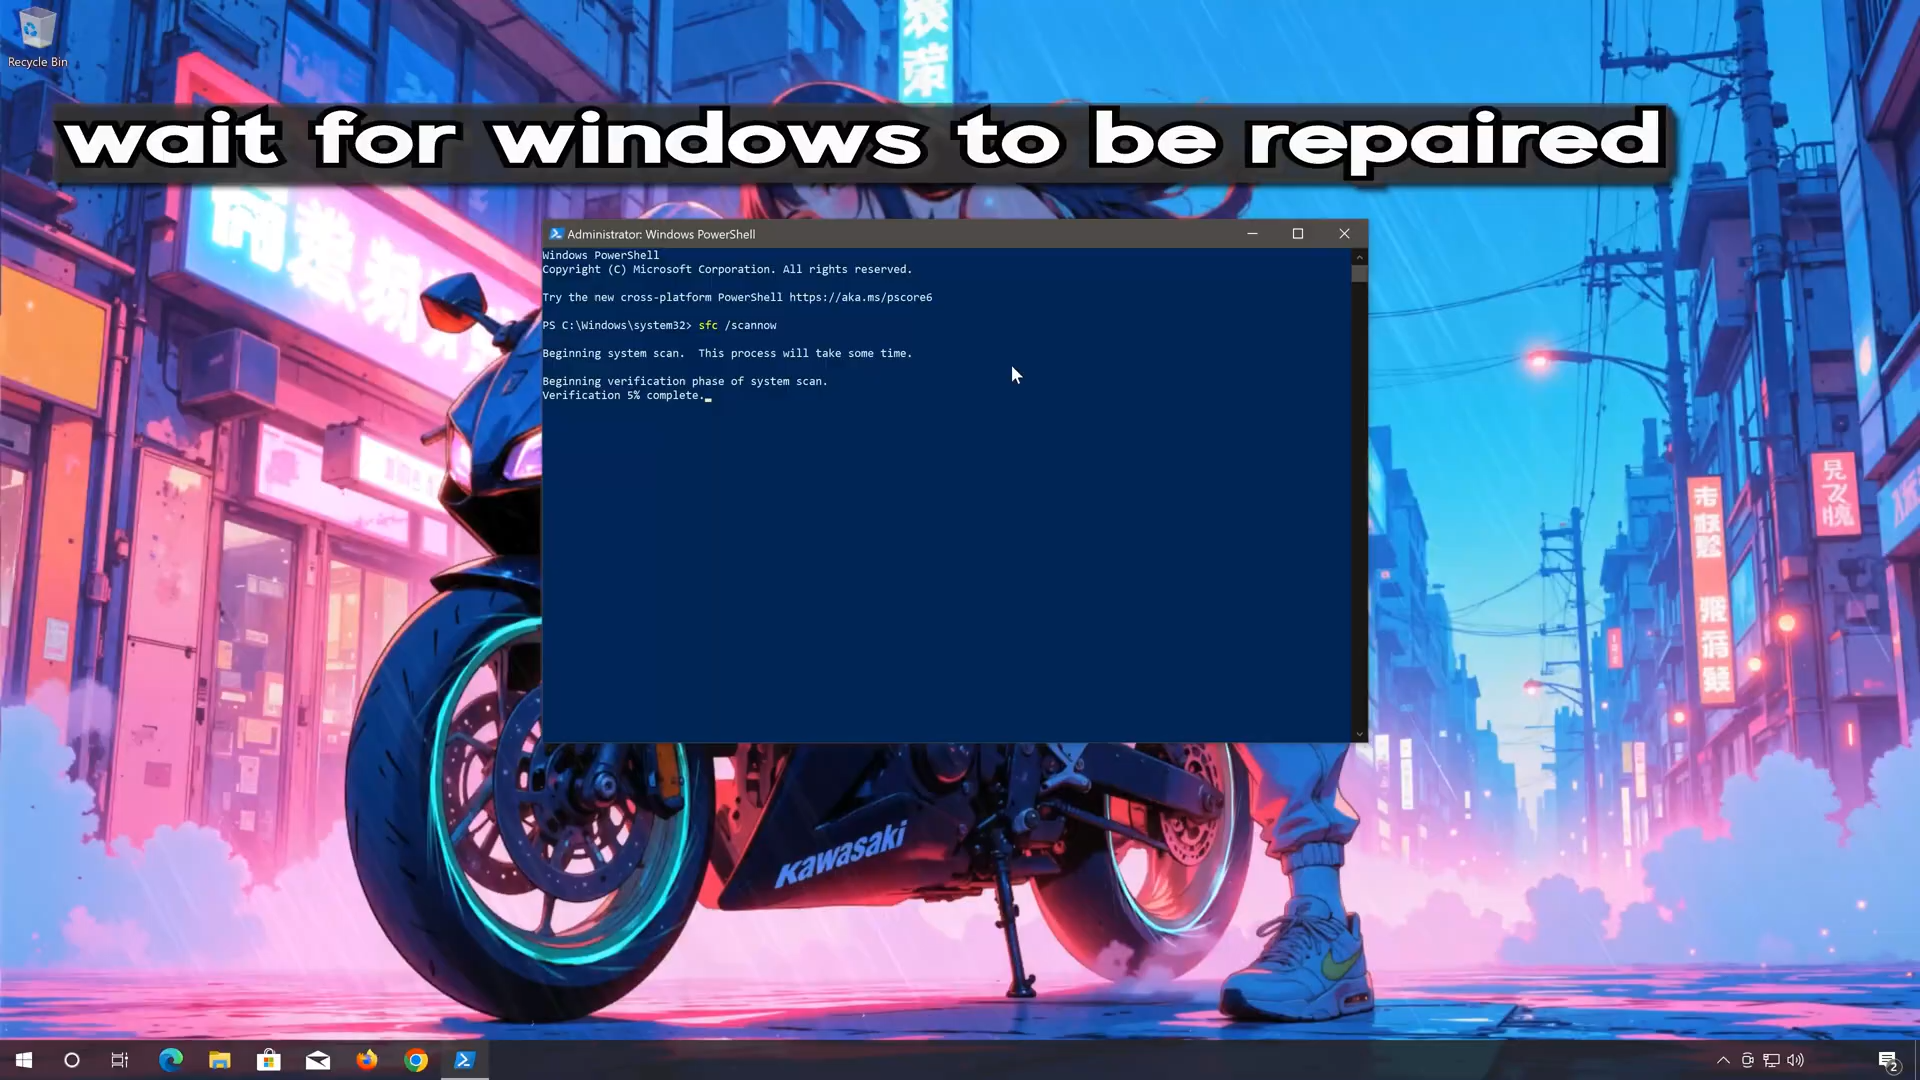 Recycle Bin
wait for windows to be repaired
Administrator: Windows PowerShell
Windows PowerShell
Copyright (C) Microsoft Corporation. All rights reserved.
Try the new cross-platform PowerShell https://aka.ms/pscore6
PS C:\Windows\system32> sfc /scannow
Beginning system scan.  This process will take some time.
Beginning verification phase of system scan.
Verification 5% complete.
Kawasaki
2